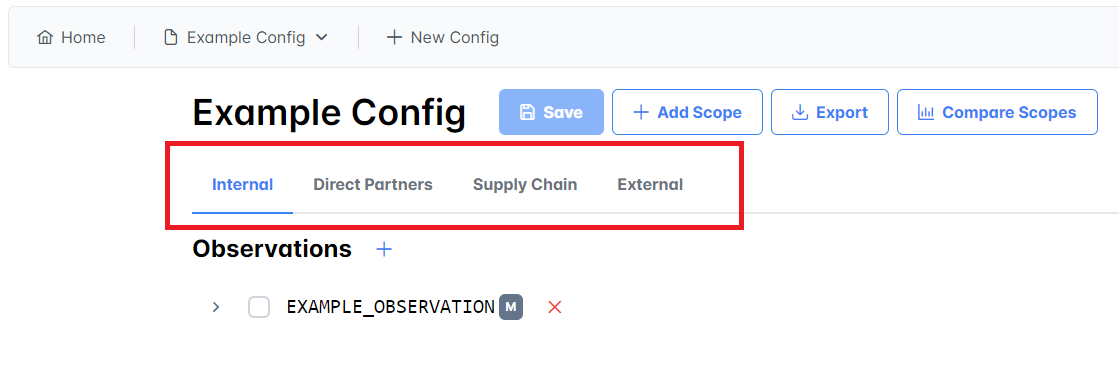 Home Example Config New Config
Example Config Save Add Scope Export Compare Scopes
Internal Direct Partners Supply Chain External
Observations
EXAMPLE_OBSERVATION M